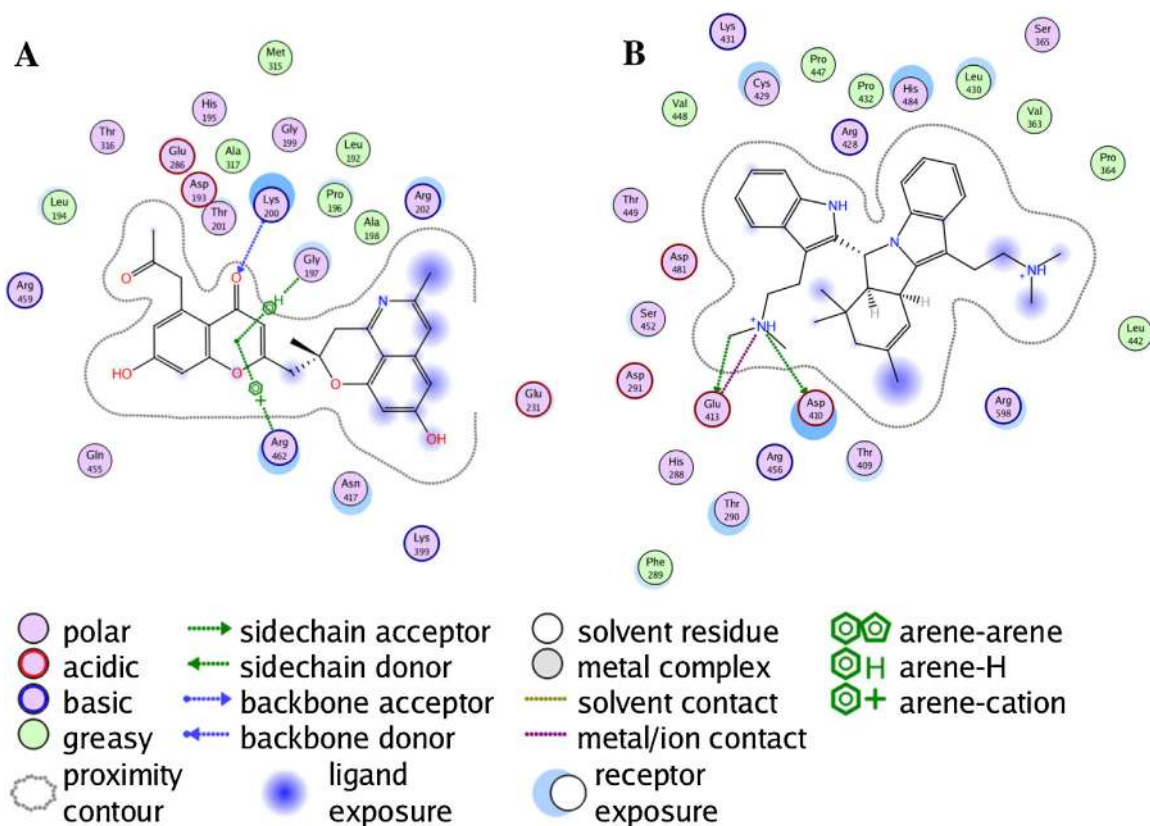 A
B
Met
315
His
195
Gly
199
Thr
316
Glu
286
Ala
317
Leu
192
Asp
193
Lys
200
Pro
196
Arg
202
Leu
194
Thr
201
Ala
198
Gly
197
Arg
459
O
O
H
N
HO
O
+
O
OH
Glu
231
Arg
462
Gln
455
Asn
417
Lys
399
Lys
431
Ser
365
Pro
447
Cys
429
Pro
432
His
484
Leu
430
Val
448
Arg
428
Val
363
Pro
364
Thr
449
NH
N
NH
+
Asp
481
H
H
Ser
452
+
NH
Leu
442
Asp
291
Glu
413
Asp
410
Arg
598
His
288
Arg
456
Thr
409
Thr
290
Phe
289
polar
sidechain acceptor
solvent residue
arene-arene
acidic
sidechain donor
metal complex
H arene-H
basic
backbone acceptor
solvent contact
+ arene-cation
greasy
backbone donor
metal/ion contact
proximity
contour
ligand
exposure
receptor
exposure